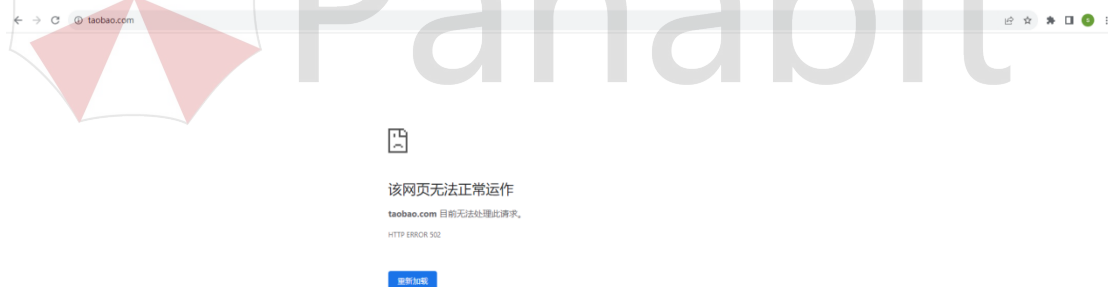 taobao.com
Panabit
该网页无法正常运作
taobao.com 目前无法处理此请求。
HTTP ERROR 502
重新加载